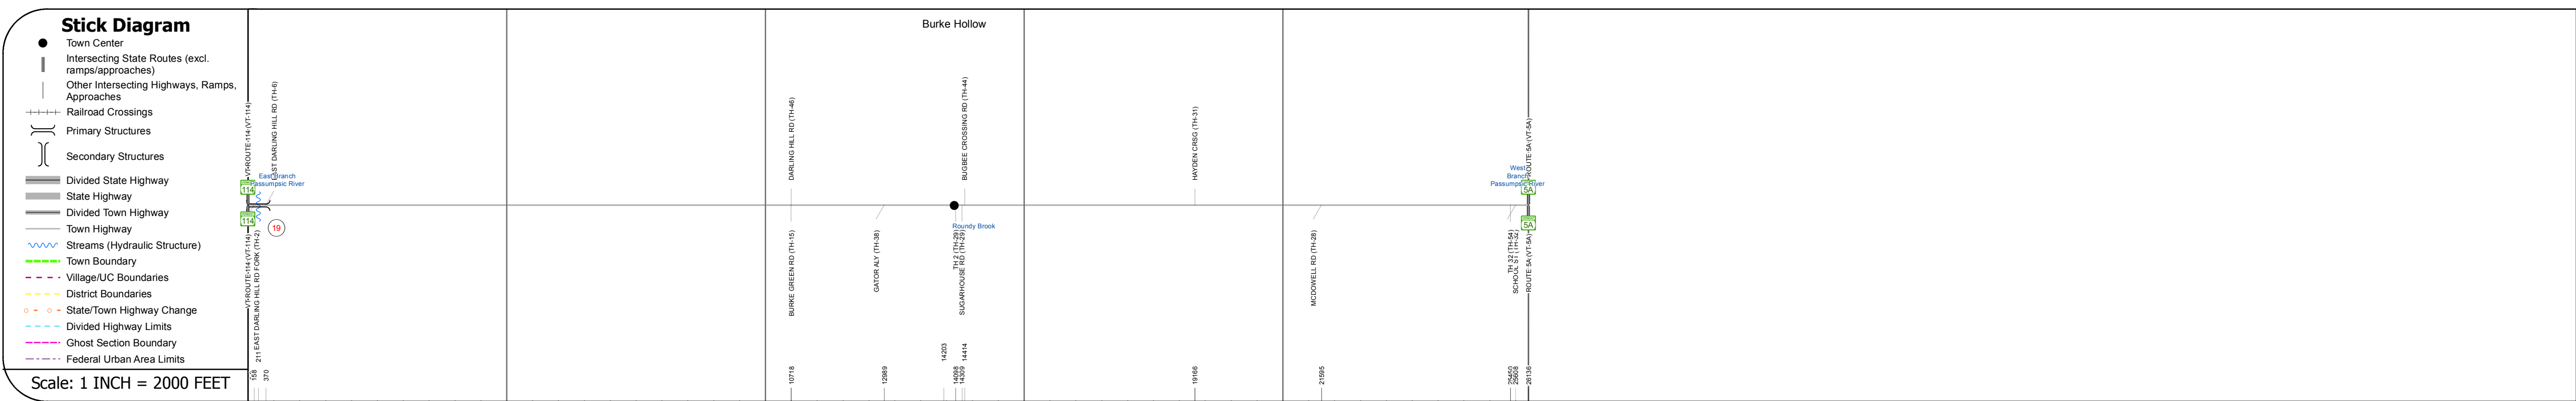 Stick Diagram
Town Center
Intersecting State Routes (excl.
ramps/approaches)
Other Intersecting Highways, Ramps,
Approaches
Railroad Crossings
Primary Structures
Secondary Structures
Divided State Highway
State Highway
Divided Town Highway
Town Highway
Streams (Hydraulic Structure)
Town Boundary
Village/UC Boundaries
District Boundaries
State/Town Highway Change
Divided Highway Limits
Ghost Section Boundary
Federal Urban Area Limits
Scale: 1 INCH = 2000 FEET
Burke Hollow
VT-ROUTE-114 (VT-114)
EAST DARLING HILL RD (TH-6)
DARLING HILL RD (TH-46)
BUGBEE CROSSING RD (TH-44)
HAYDEN CRSG (TH-31)
ROUTE 5A (VT-5A)
East Branch
Passumpsic River
West
Branch
Passumpsic River
114
5A
114
5A
19
Roundy Brook
VT-ROUTE-114 (VT-114)
EAST DARLING HILL RD FORK (TH-2)
BURKE GREEN RD (TH-15)
GATOR ALY (TH-38)
TH 2 (TH-29)
SUGARHOUSE RD (TH-29)
MCDOWELL RD (TH-28)
TH 32 (TH-54)
SCHOOL ST (TH-32)
ROUTE 5A (VT-5A)
158
211
370
10718
12989
14203
14098
14309
14414
19166
21595
25450
25608
26136